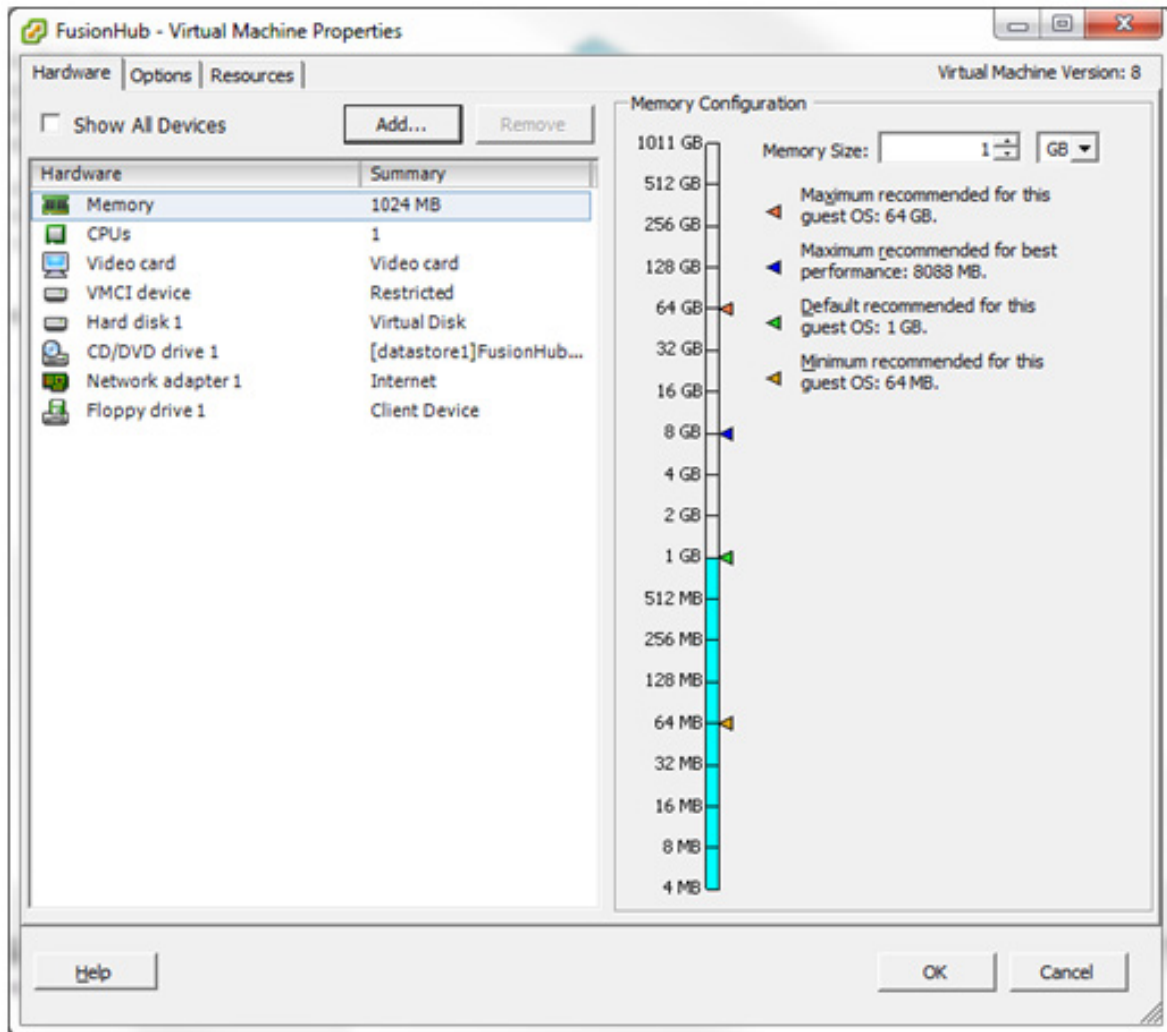 FusionHub - Virtual Machine Properties
Hardware Options Resources Virtual Machine Version: 8
Show All Devices Add... Remove
Hardware Summary
Memory 1024 MB
CPUs 1
Video card Video card
VMCI device Restricted
Hard disk 1 Virtual Disk
CD/DVD drive 1 [datastore1]FusionHub...
Network adapter 1 Internet
Floppy drive 1 Client Device
Memory Configuration
Memory Size: 1 GB
1011 GB
512 GB
256 GB
128 GB
64 GB
32 GB
16 GB
8 GB
4 GB
2 GB
1 GB
512 MB
256 MB
128 MB
64 MB
32 MB
16 MB
8 MB
4 MB
Maximum recommended for this
guest OS: 64 GB.
Maximum recommended for best
performance: 8088 MB.
Default recommended for this
guest OS: 1 GB.
Minimum recommended for this
guest OS: 64 MB.
Help OK Cancel